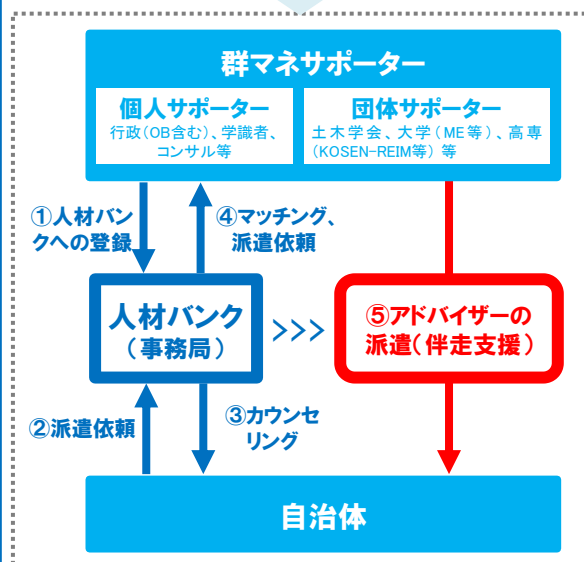 群マネサポーター
個人サポーター
行政(OB含む)、学識者、
コンサル等
団体サポーター
土木学会、大学(ME等)、高専
(KOSEN-REIM等) 等
①人材バン
クへの登録
④マッチング、
派遣依頼
人材バンク
(事務局)
>>>
⑤アドバイザーの
派遣(伴走支援)
②派遣依頼
③カウンセ
リング
自治体